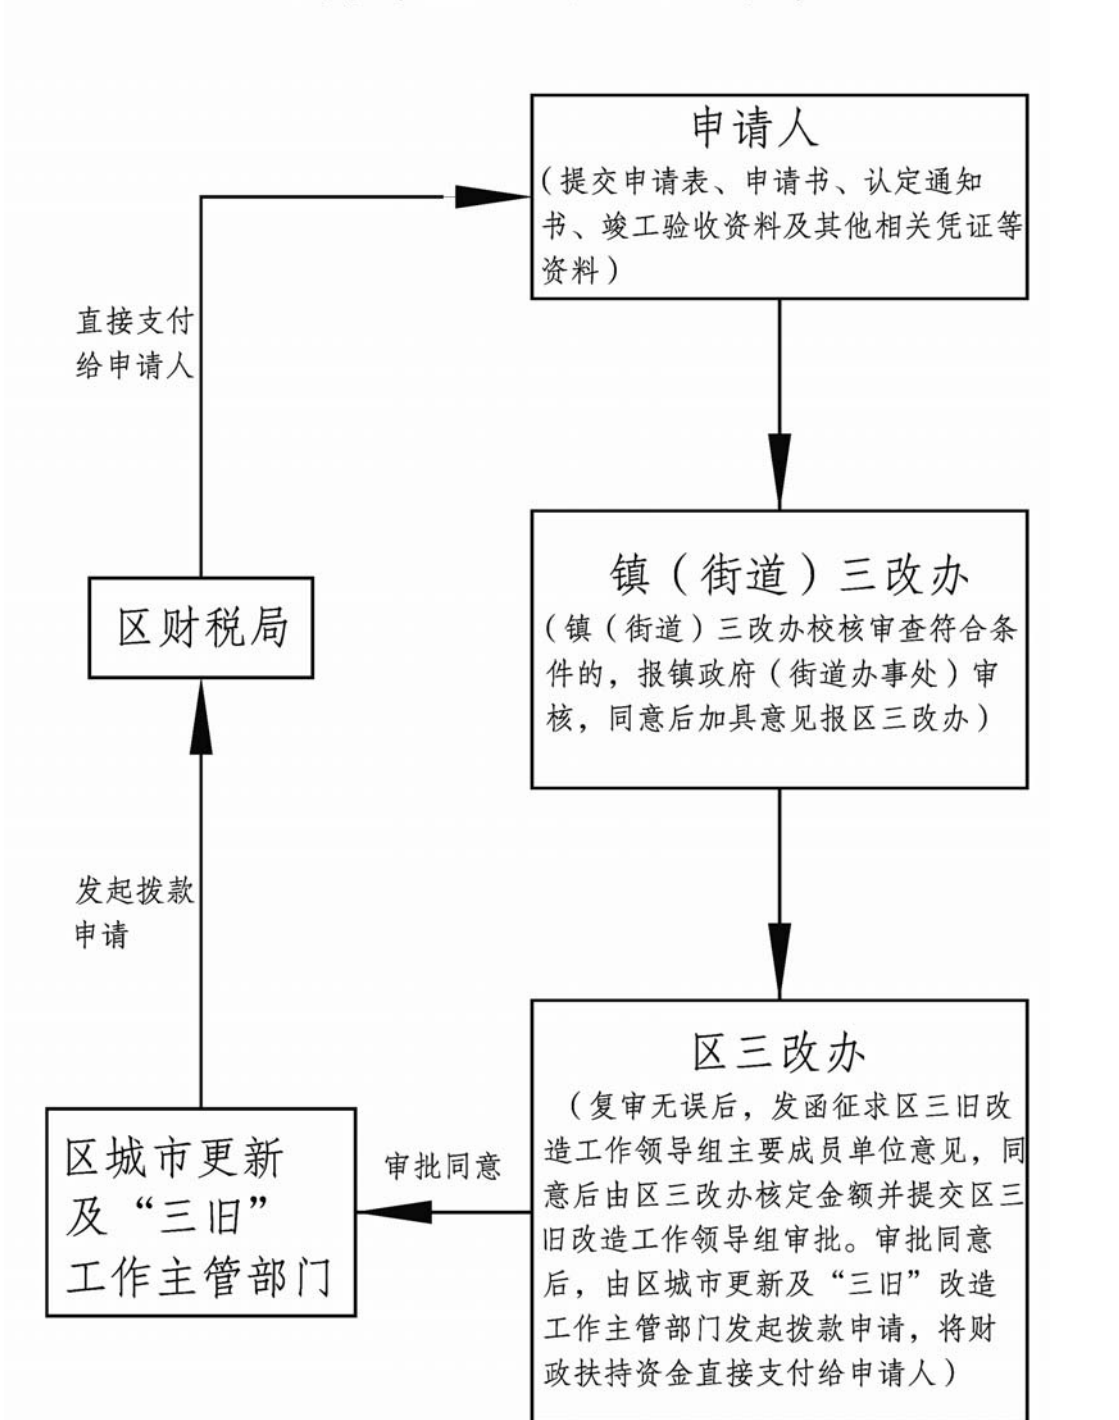 申请人
（提交申请表、申请书、认定通知
书、竣工验收资料及其他相关凭证等
资料）
直接支付
给申请人
镇（街道）三改办
（镇（街道）三改办校核审查符合条
件的，报镇政府（街道办事处）审
核，同意后加具意见报区三改办）
区财税局
发起拨款
申请
区三改办
（复审无误后，发函征求区三旧改
造工作领导组主要成员单位意见，同
意后由区三改办核定金额并提交区三
旧改造工作领导组审批。审批同意
后，由区城市更新及“三旧”改造
工作主管部门发起拨款申请，将财
政扶持资金直接支付给申请人）
审批同意
区城市更新
及“三旧”
工作主管部门